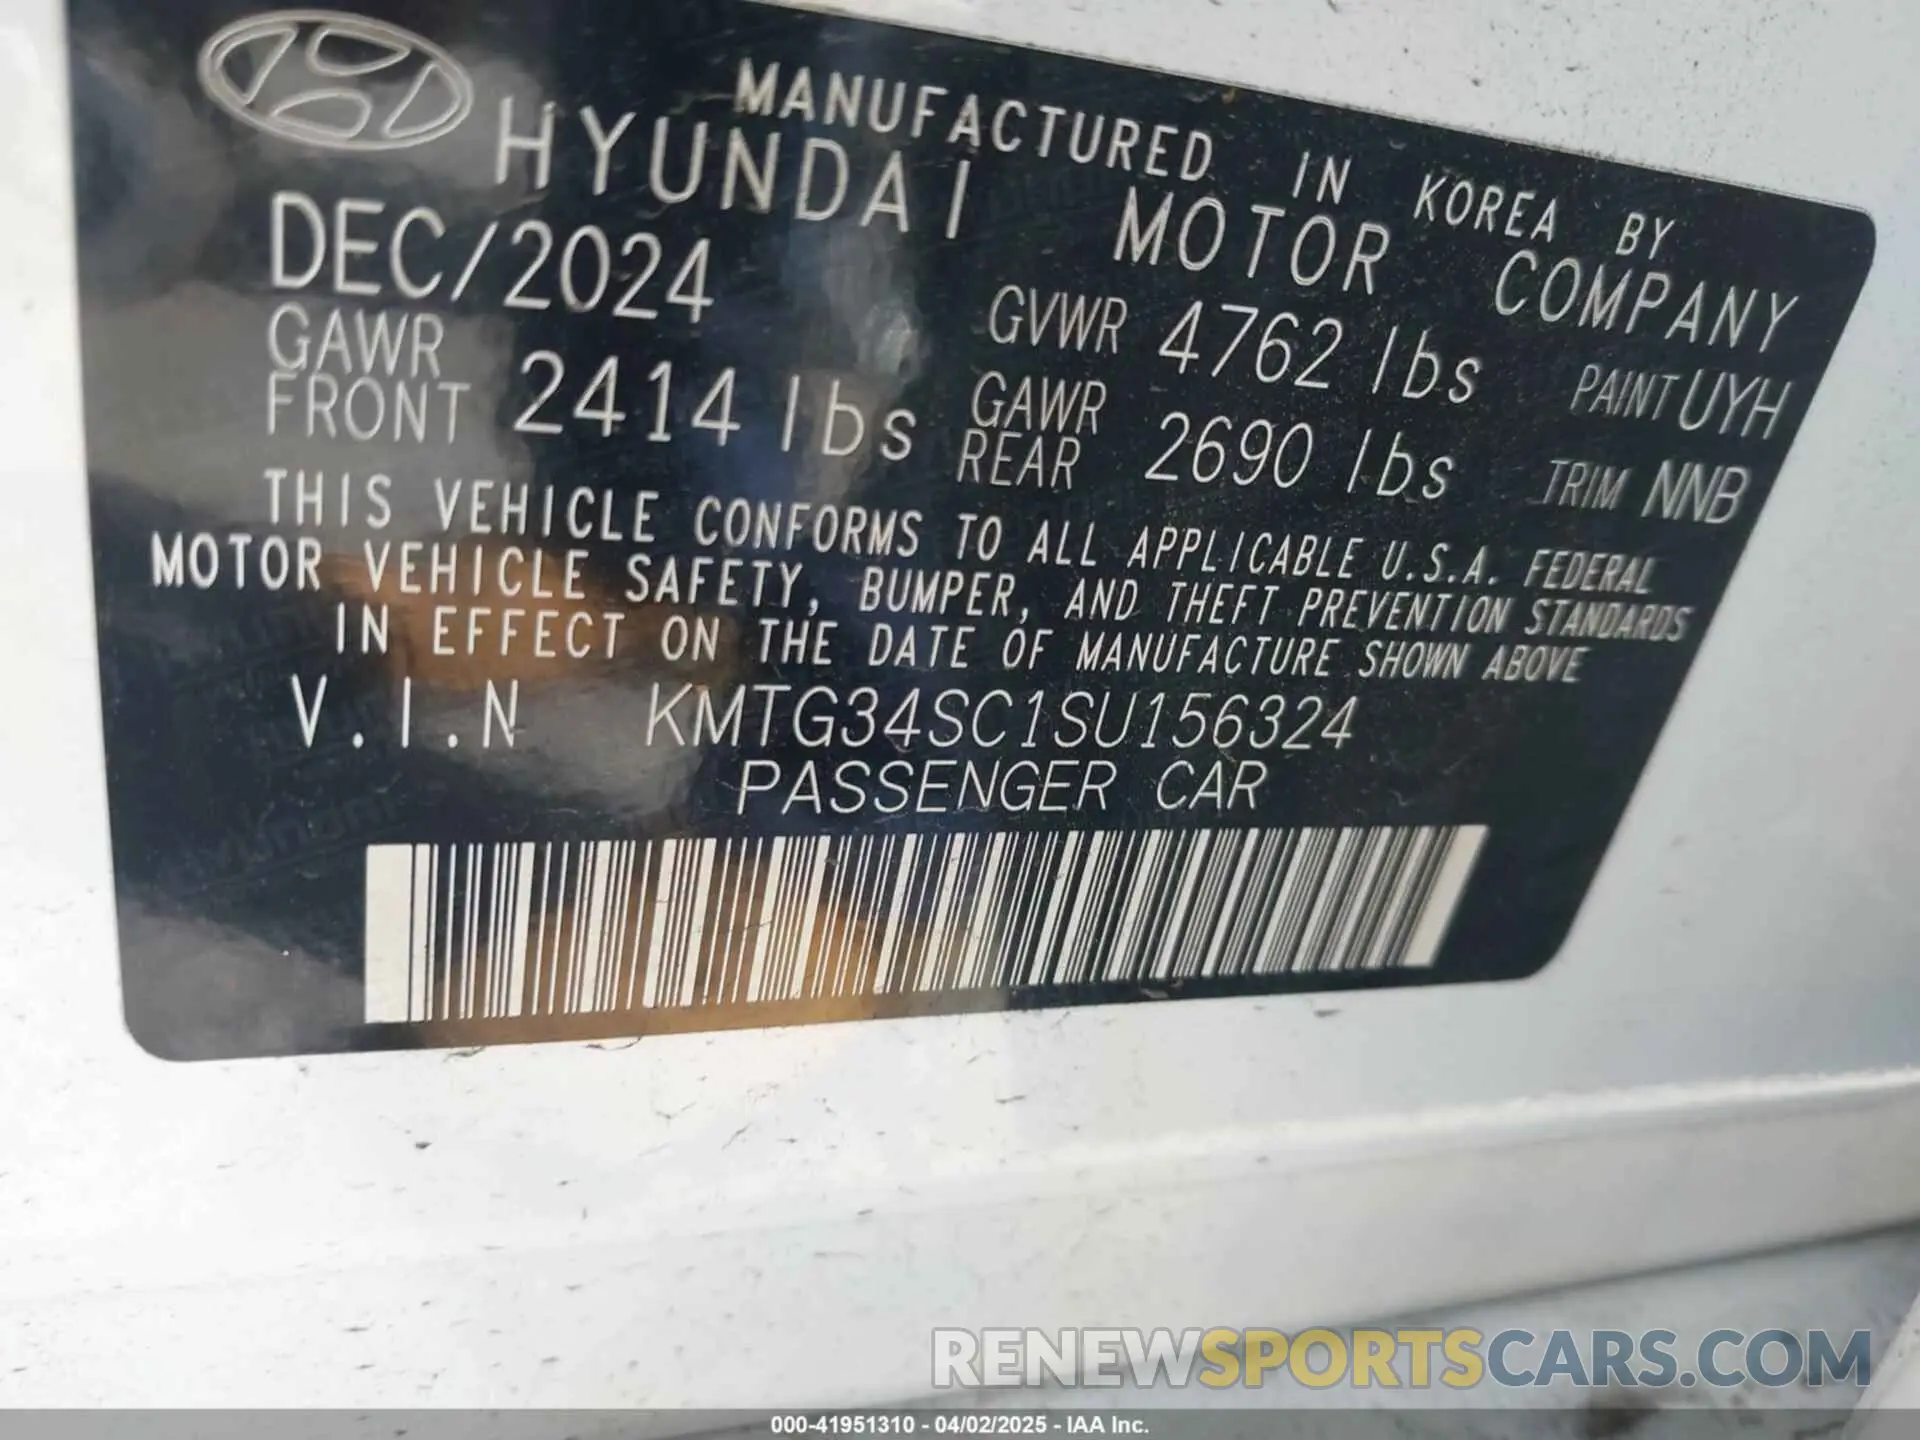 MANUFACTURED IN KOREA BY
HYUNDAI MOTOR COMPANY
DEC/2024 GVWR 4762 lbs PAINT UYH
GAWR FRONT 2414 lbs GAWR REAR 2690 lbs TRIM NNB
THIS VEHICLE CONFORMS TO ALL APPLICABLE U.S.A. FEDERAL
MOTOR VEHICLE SAFETY, BUMPER, AND THEFT PREVENTION STANDARDS
IN EFFECT ON THE DATE OF MANUFACTURE SHOWN ABOVE
V.I.N KMTG34SC1SU156324
PASSENGER CAR
RENEWSPORTSCARS.COM
000-41951310 - 04/02/2025 - IAA Inc.